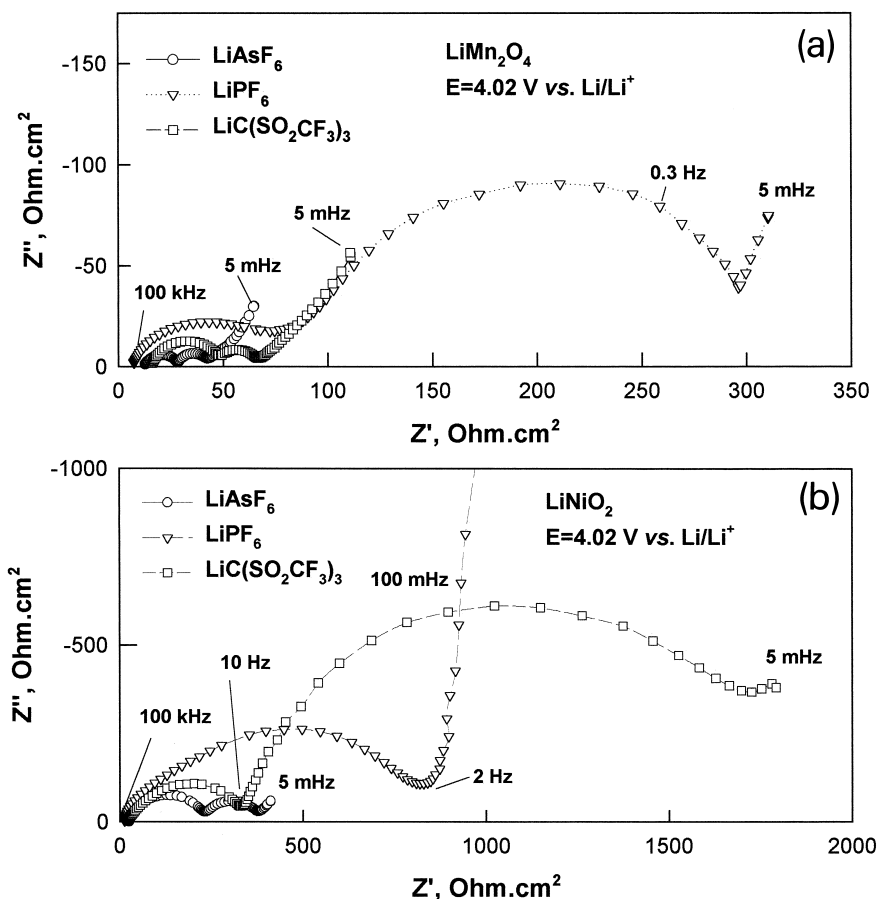 (a)
LiAsF6
LiPF6
LiC(SO2CF3)3
LiMn2O4
E=4.02 V vs. Li/Li+
-150
-100
-50
0
Z'', Ohm.cm2
100 kHz
5 mHz
5 mHz
0.3 Hz
5 mHz
0 50 100 150 200 250 300 350
Z', Ohm.cm2
(b)
LiAsF6
LiPF6
LiC(SO2CF3)3
LiNiO2
E=4.02 V vs. Li/Li+
-1000
-500
0
Z'', Ohm.cm2
100 mHz
10 Hz
100 kHz
5 mHz
5 mHz
2 Hz
0 500 1000 1500 2000
Z', Ohm.cm2